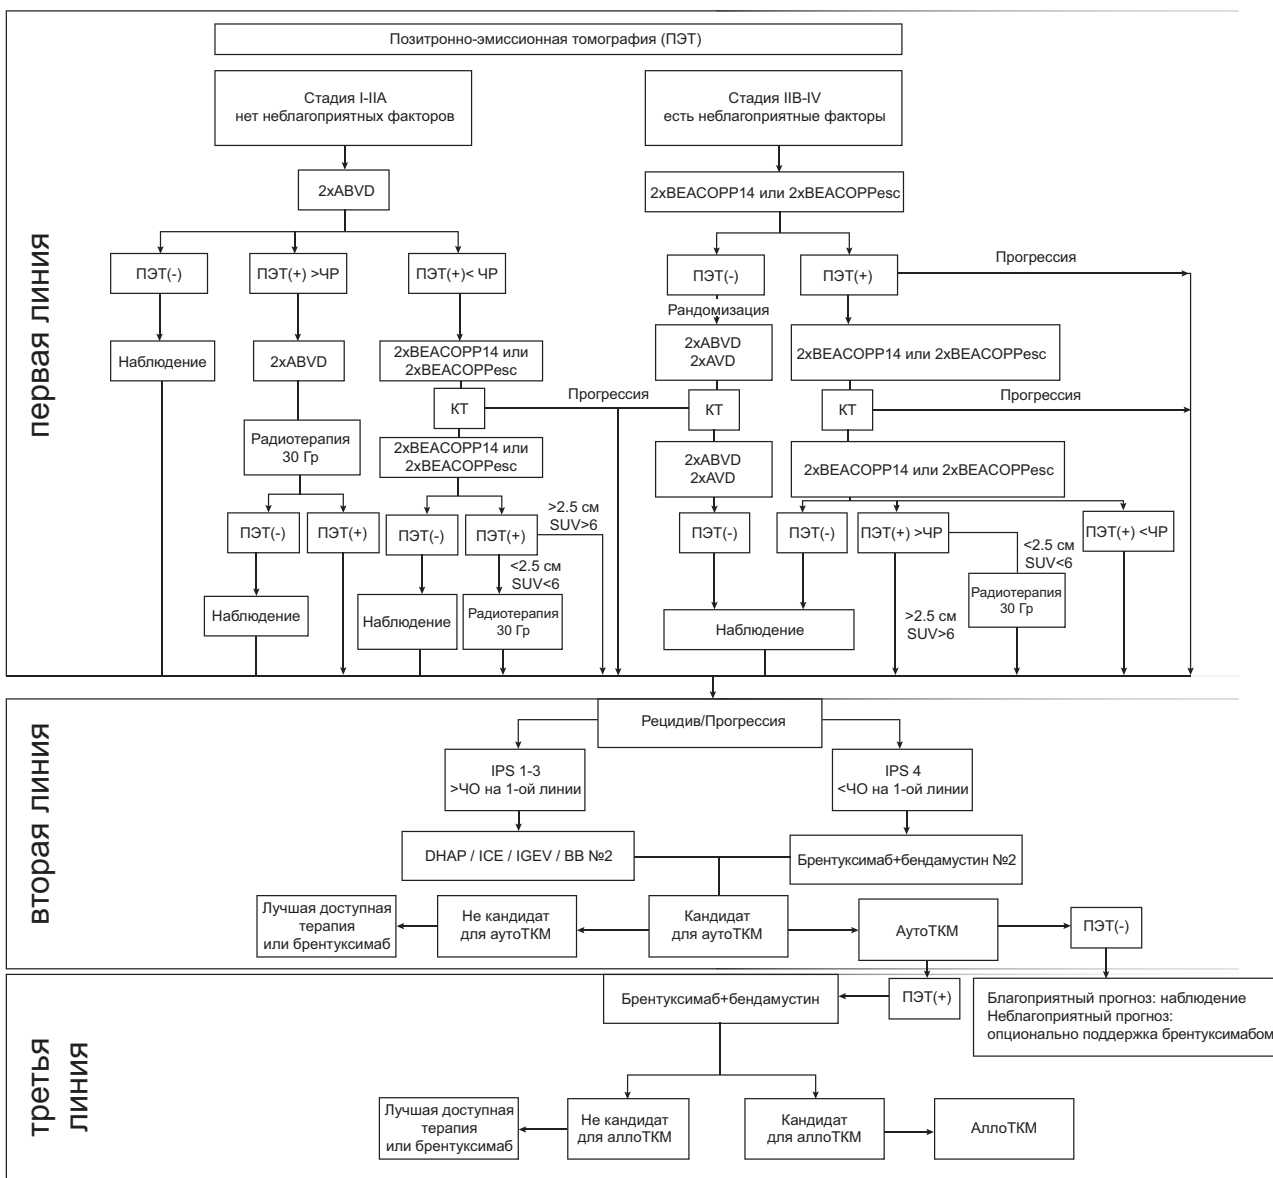 Позитронно-эмиссионная томография (ПЭТ)
Стадия I-IIA
нет неблагоприятных факторов
Стадия IIB-IV
есть неблагоприятные факторы
первая линия
2xABVD
2xBEACOPP14 или 2xBEACOPPesc
ПЭТ(-)
ПЭТ(+) >ЧР
ПЭТ(+)< ЧР
ПЭТ(-)
ПЭТ(+)
Прогрессия
Рандомизация
Наблюдение
2xABVD
2xBEACOPP14 или
2xBEACOPPesc
2xABVD
2xAVD
2xBEACOPP14 или 2xBEACOPPesc
КТ
Прогрессия
КТ
КТ
Прогрессия
Радиотерапия
30 Гр
2xBEACOPP14 или
2xBEACOPPesc
2xABVD
2xAVD
2xBEACOPP14 или 2xBEACOPPesc
ПЭТ(-)
ПЭТ(+)
ПЭТ(-)
ПЭТ(+)
>2.5 см
SUV>6
ПЭТ(-)
ПЭТ(-)
ПЭТ(+) >ЧР
ПЭТ(+) <ЧР
<2.5 см
SUV<6
<2.5 см
SUV<6
Наблюдение
Наблюдение
Радиотерапия
30 Гр
Наблюдение
>2.5 см
SUV>6
Радиотерапия
30 Гр
вторая линия
Рецидив/Прогрессия
IPS 1-3
>ЧО на 1-ой линии
IPS 4
<ЧО на 1-ой линии
DHAP / ICE / IGEV / BB №2
Брентуксимаб+бендамустин №2
Лучшая доступная
терапия
или брентуксимаб
Не кандидат
для аутоТКМ
Кандидат
для аутоТКМ
АутоТКМ
ПЭТ(-)
третья
линия
Брентуксимаб+бендамустин
ПЭТ(+)
Благоприятный прогноз: наблюдение
Неблагоприятный прогноз:
опционально поддержка брентуксимабом
Лучшая доступная
терапия
или брентуксимаб
Не кандидат
для аллоТКМ
Кандидат
для аллоТКМ
АллоТКМ